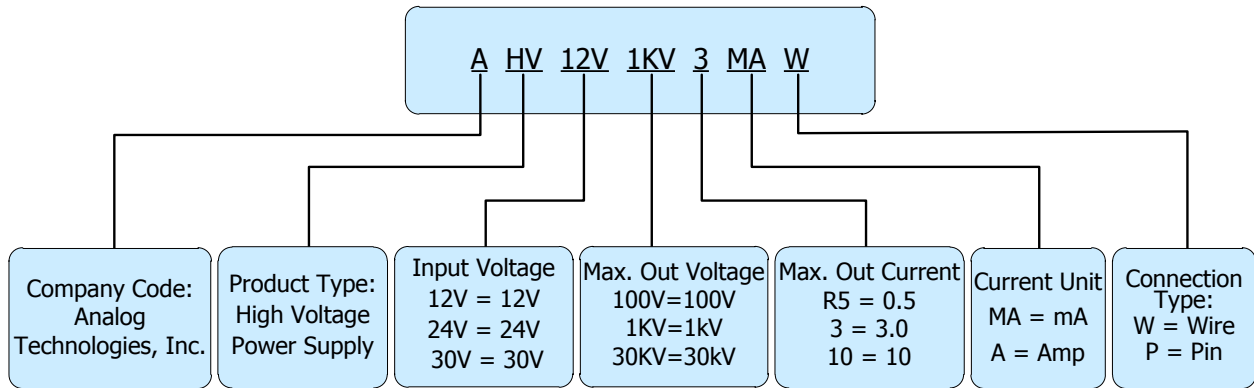 A HV 12V 1KV 3 MA W
Company Code:
Analog
Technologies, Inc.
Product Type:
High Voltage
Power Supply
Input Voltage
12V = 12V
24V = 24V
30V = 30V
Max. Out Voltage
100V=100V
1KV=1kV
30KV=30kV
Max. Out Current
R5 = 0.5
3 = 3.0
10 = 10
Current Unit
MA = mA
A = Amp
Connection
Type:
W = Wire
P = Pin